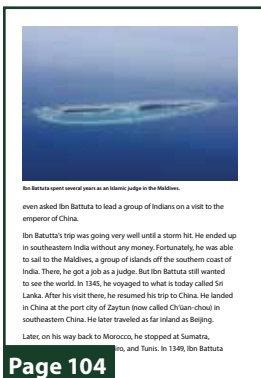 Ibn Battuta spent several years as an Islamic judge in the Maldives.
even asked Ibn Battuta to lead a group of Indians on a visit to the
emperor of China.
Ibn Batutta's trip was going very well until a storm hit. He ended up
in southeastern India without any money. Fortunately, he was able
to sail to the Maldives, a group of islands off the southern coast of
India. There, he got a job as a judge. But Ibn Battuta still wanted
to see the world. In 1345, he voyaged to what is today called Sri
Lanka. After his visit there, he resumed his trip to China. He landed
in China at the port city of Zaytun (now called Ch'üan-chou) in
southeastern China. He later traveled as far inland as Beijing.
Later, on his way back to Morocco, he stopped at Sumatra,
iro, and Tunis. In 1349, Ibn Battuta
Page 104